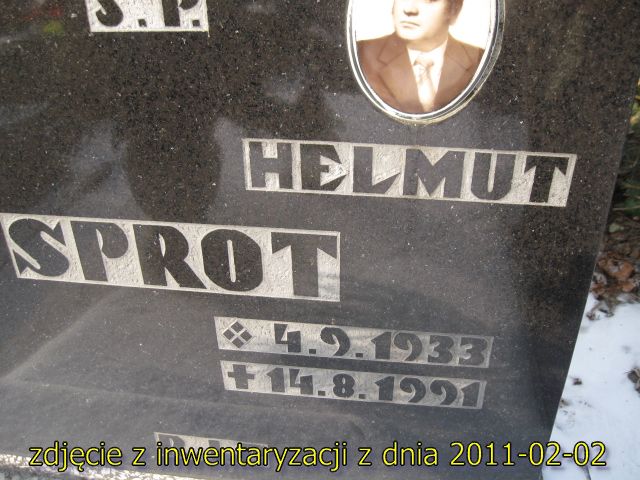 Ś.P.
HELMUT
SPROT
❖ 4.9.1933
✝ 14.8.1991
zdjęcie z inwentaryzacji z dnia 2011-02-02